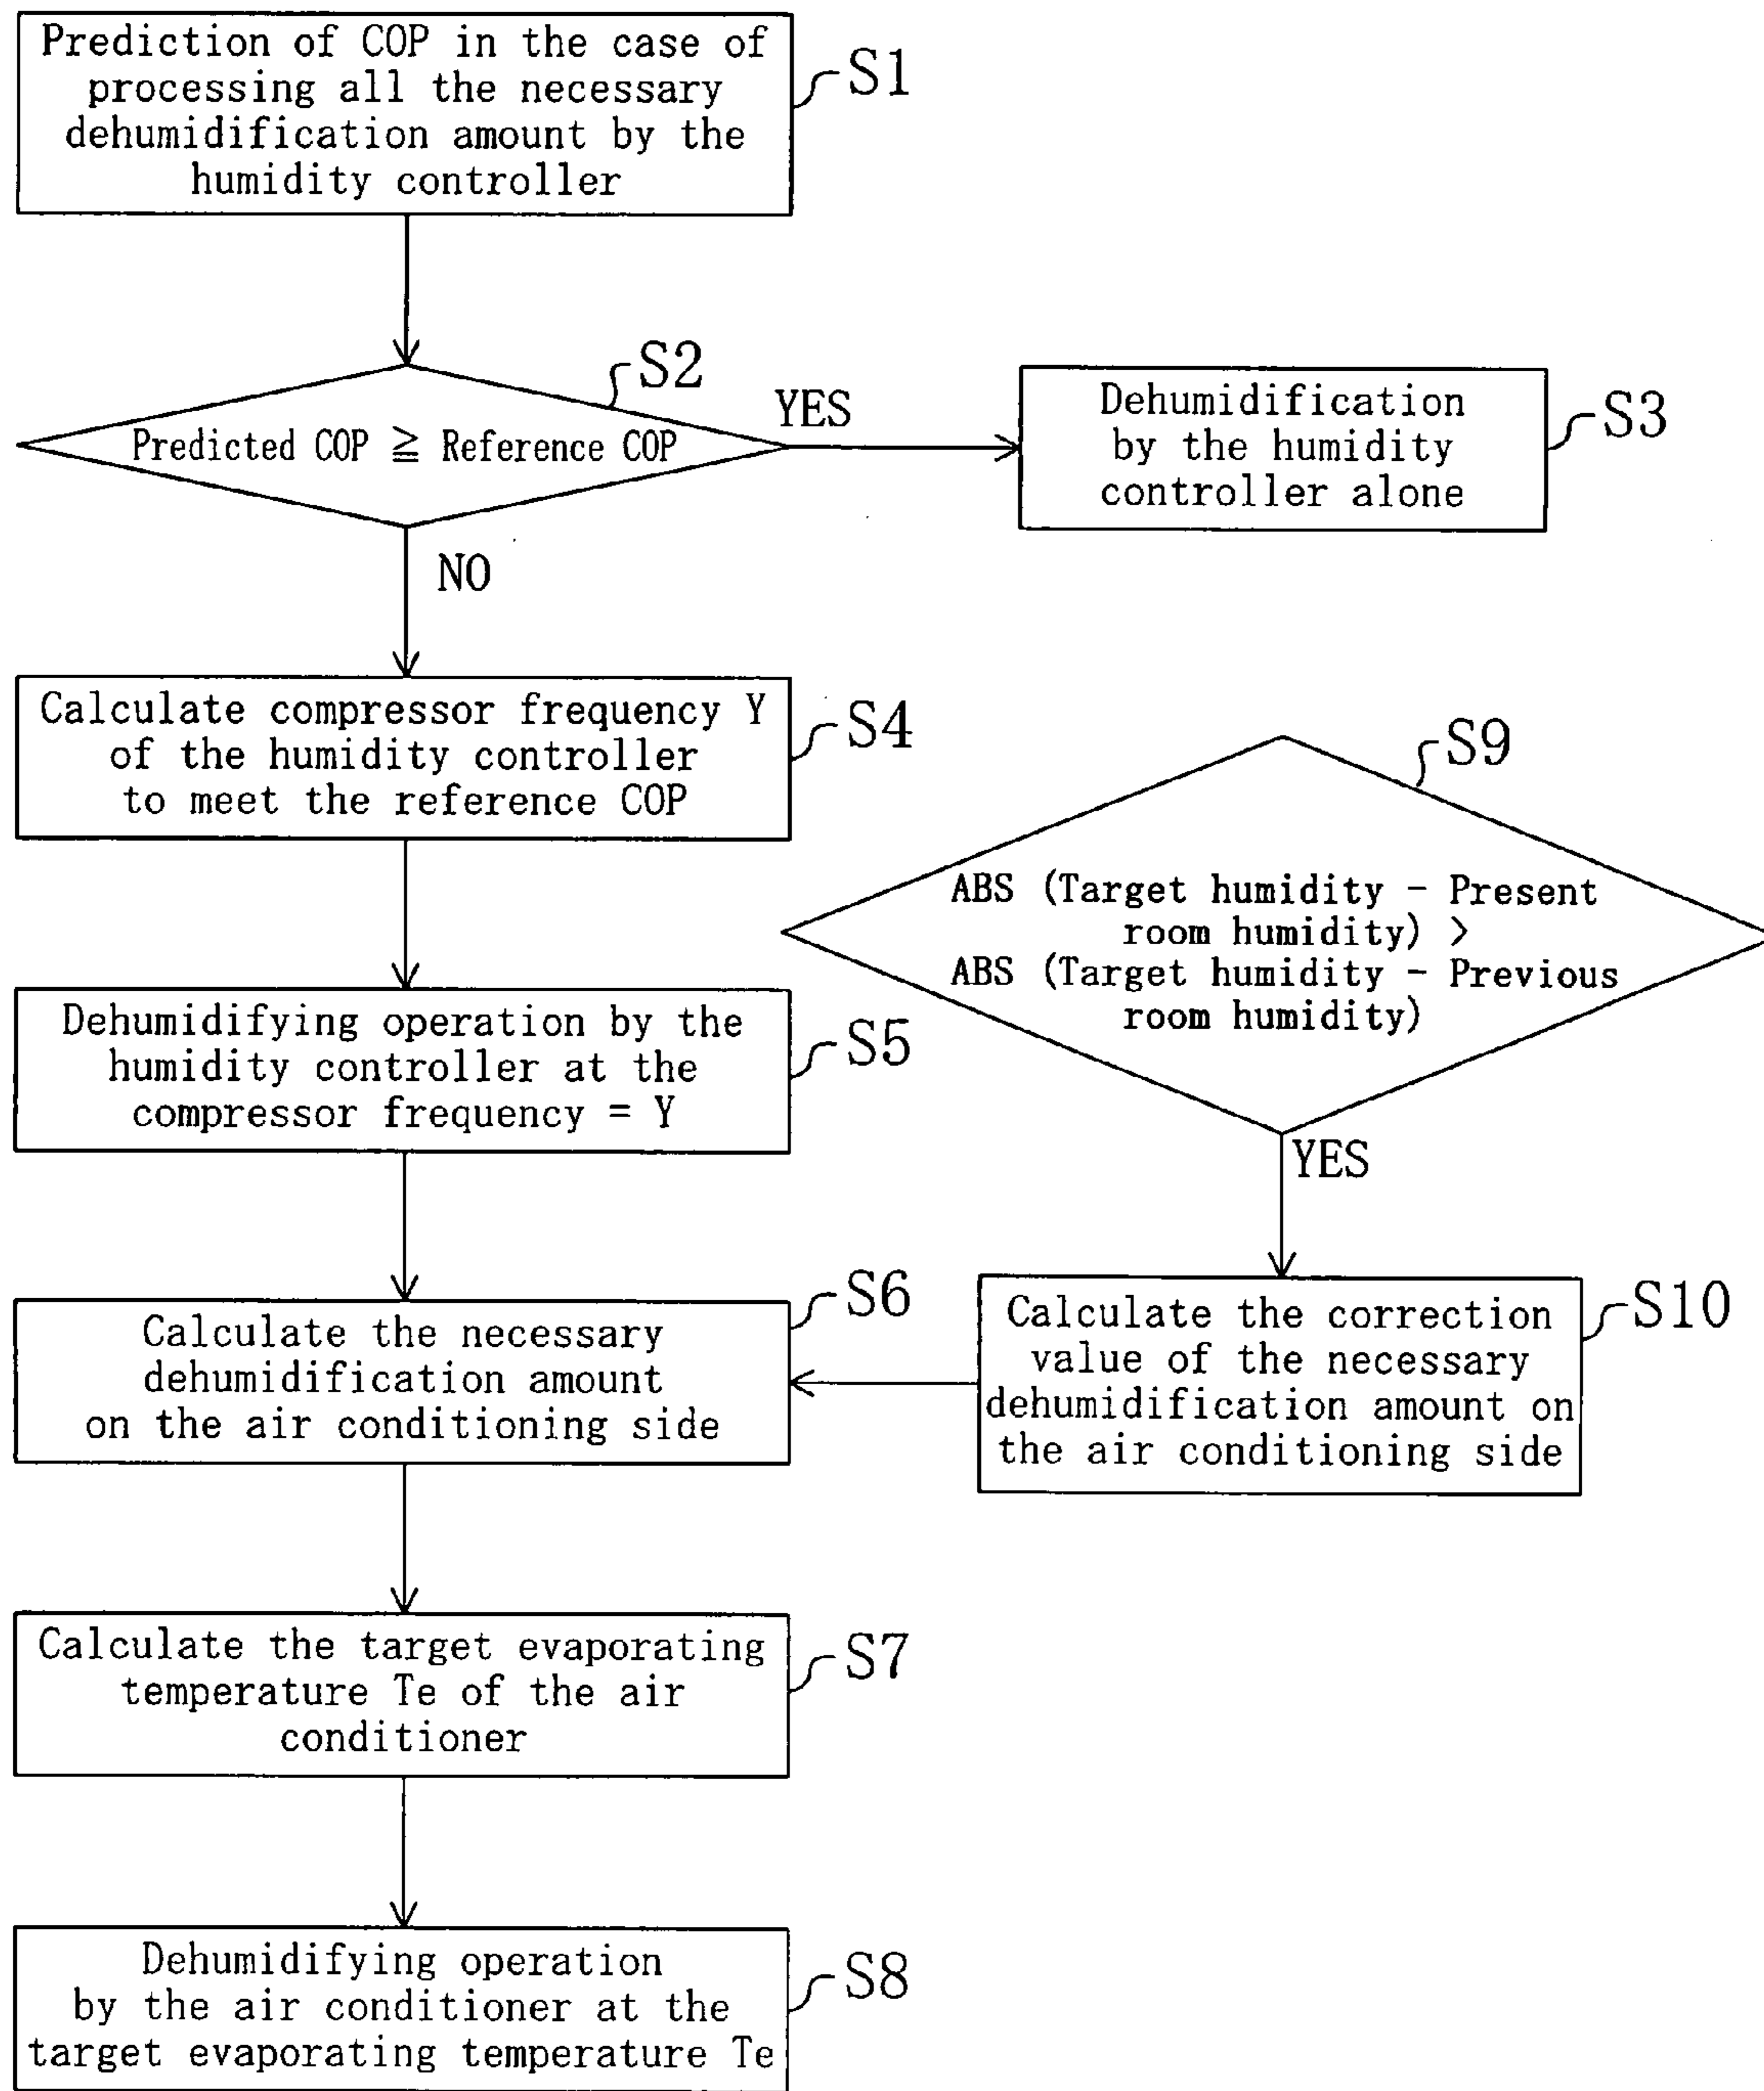 Prediction of COP in the case of
processing all the necessary
dehumidification amount by the
humidity controller
S1
S2
Predicted COP ≧ Reference COP
YES
Dehumidification
by the humidity
controller alone
S3
NO
Calculate compressor frequency Y
of the humidity controller
to meet the reference COP
S4
Dehumidifying operation by the
humidity controller at the
compressor frequency = Y
S5
S9
ABS (Target humidity - Present
room humidity) >
ABS (Target humidity - Previous
room humidity)
YES
Calculate the necessary
dehumidification amount
on the air conditioning side
S6
Calculate the correction
value of the necessary
dehumidification amount on
the air conditioning side
S10
Calculate the target evaporating
temperature Te of the air
conditioner
S7
Dehumidifying operation
by the air conditioner at the
target evaporating temperature Te
S8